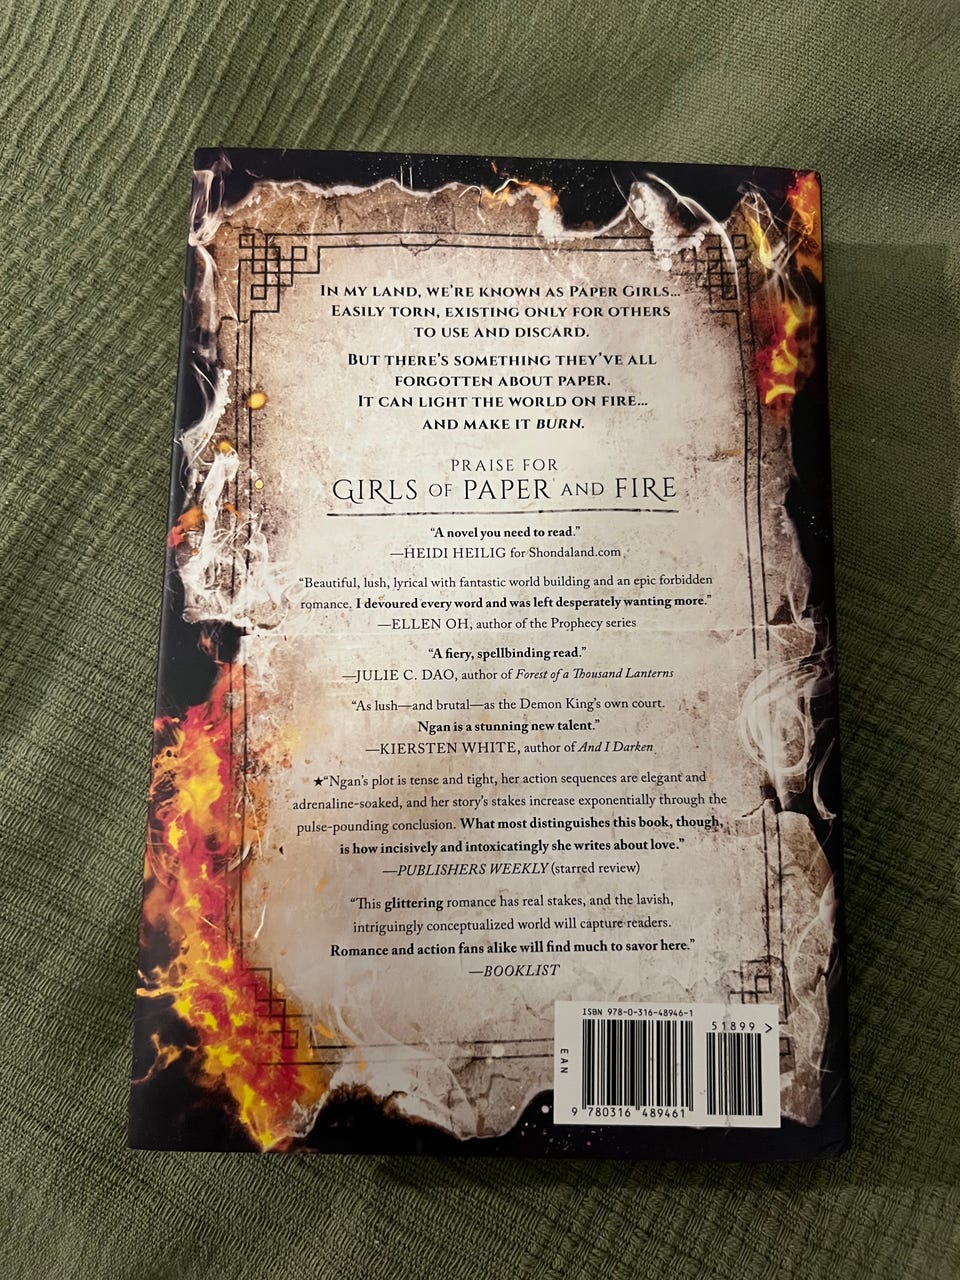 IN MY LAND, WE'RE KNOWN AS PAPER GIRLS...
EASILY TORN, EXISTING ONLY FOR OTHERS
TO USE AND DISCARD.
BUT THERE'S SOMETHING THEY'VE ALL
FORGOTTEN ABOUT PAPER.
IT CAN LIGHT THE WORLD ON FIRE...
AND MAKE IT BURN.
PRAISE FOR
GIRLS OF PAPER AND FIRE
“A novel you need to read.”
—HEIDI HEILIG for Shondaland.com
“Beautiful, lush, lyrical with fantastic world building and an epic forbidden
romance. I devoured every word and was left desperately wanting more.”
—ELLEN OH, author of the Prophecy series
“A fiery, spellbinding read.”
—JULIE C. DAO, author of Forest of a Thousand Lanterns
“As lush—and brutal—as the Demon King's own court.
Ngan is a stunning new talent.”
—KIERSTEN WHITE, author of And I Darken
★“Ngan's plot is tense and tight, her action sequences are elegant and
adrenaline-soaked, and her story's stakes increase exponentially through the
pulse-pounding conclusion. What most distinguishes this book, though,
is how incisively and intoxicatingly she writes about love.”
—PUBLISHERS WEEKLY (starred review)
“This glittering romance has real stakes, and the lavish,
intriguingly conceptualized world will capture readers.
Romance and action fans alike will find much to savor here.”
—BOOKLIST
ISBN 978-0-316-48946-1
51899 >
EAN
9 780316 489461